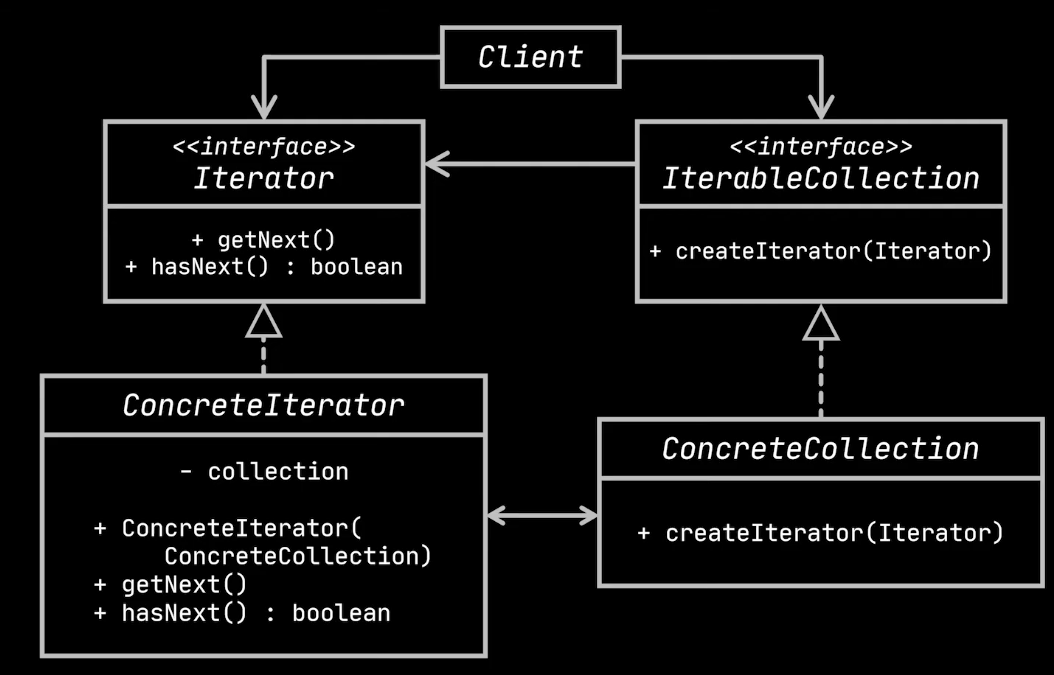 Client
<<interface>>
Iterator
+ getNext()
+ hasNext() : boolean
<<interface>>
IterableCollection
+ createIterator(Iterator)
ConcreteIterator
- collection
+ ConcreteIterator(
ConcreteCollection)
+ getNext()
+ hasNext() : boolean
ConcreteCollection
+ createIterator(Iterator)